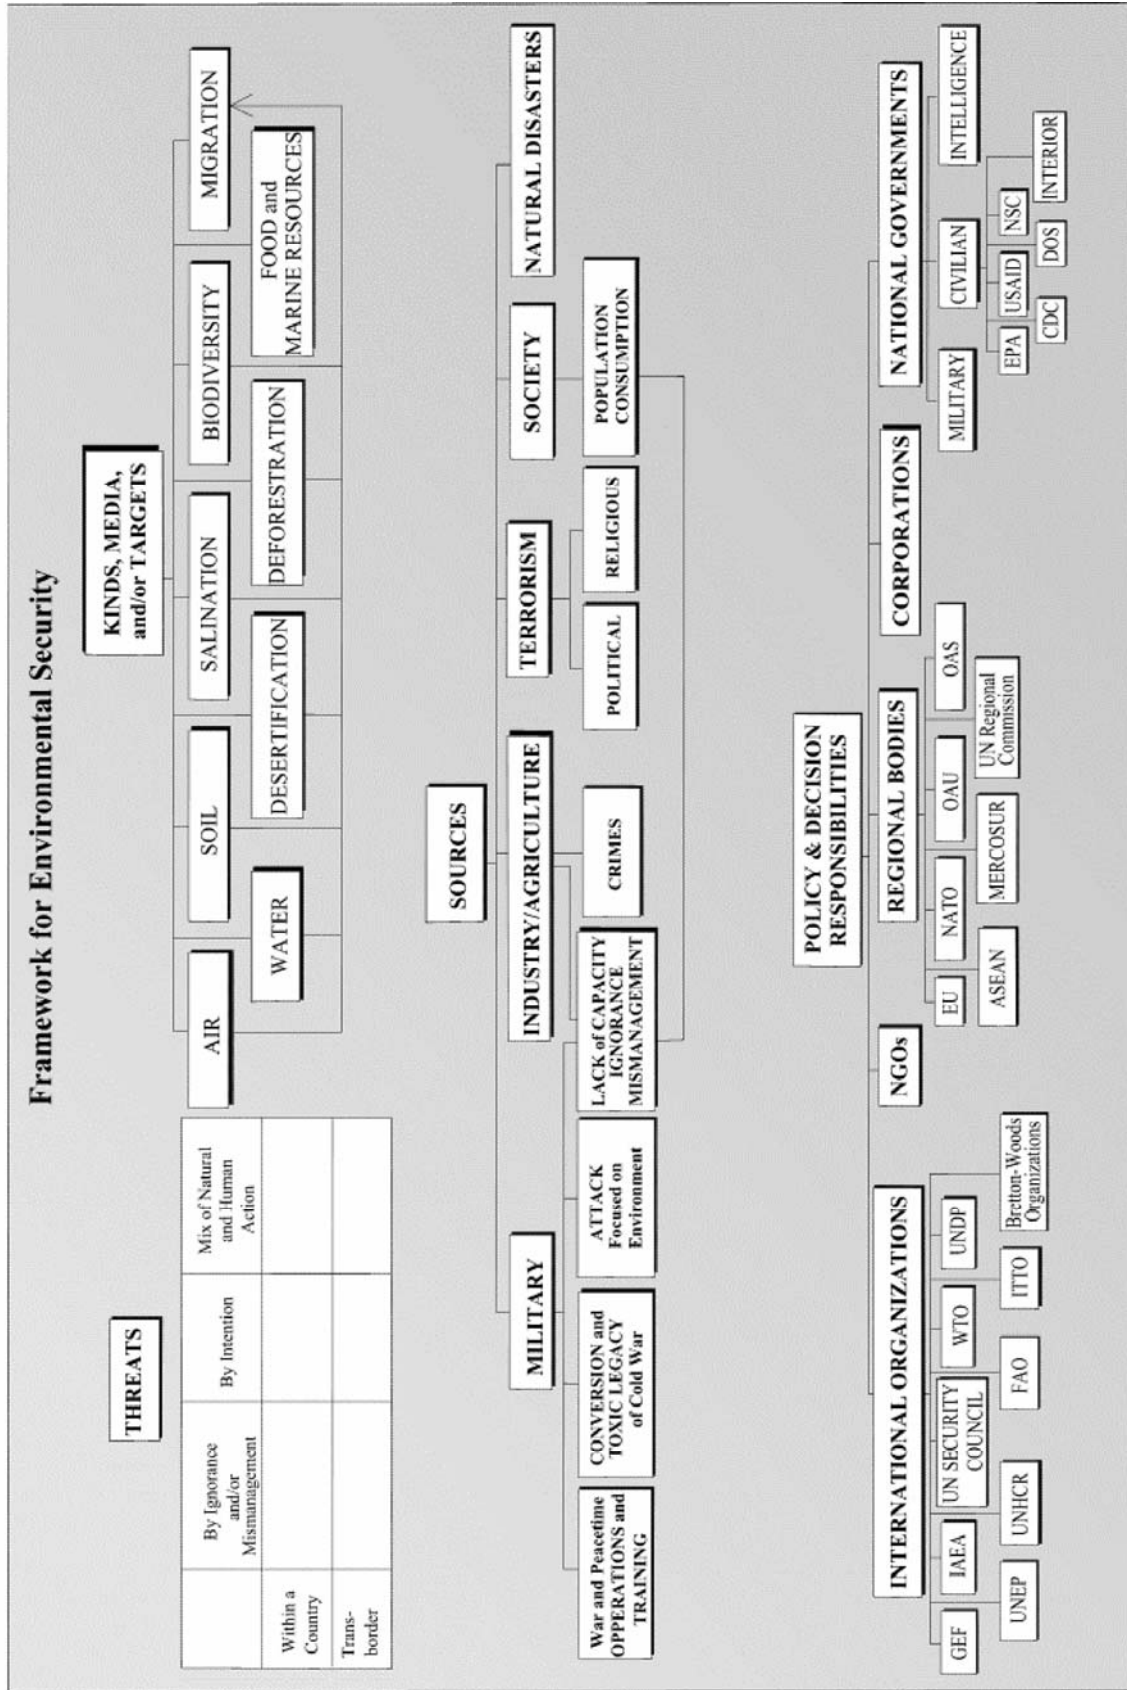 Framework for Environmental Security
THREATS
By Ignorance
and/or
Mismanagement
By Intention
Mix of Natural
and Human
Action
Within a
Country
Trans-
border
KINDS, MEDIA,
and/or TARGETS
AIR
SOIL
SALINATION
BIODIVERSITY
MIGRATION
WATER
DESERTIFICATION
DEFORESTRATION
FOOD and
MARINE RESOURCES
SOURCES
MILITARY
INDUSTRY/AGRICULTURE
TERRORISM
SOCIETY
NATURAL DISASTERS
War and Peacetime
OPPERATIONS and
TRAINING
CONVERSION and
TOXIC LEGACY
of Cold War
ATTACK
Focused on
Environment
LACK of CAPACITY
IGNORANCE
MISMANAGEMENT
CRIMES
POLITICAL
RELIGIOUS
POPULATION
CONSUMPTION
POLICY & DECISION
RESPONSIBILITIES
INTERNATIONAL ORGANIZATIONS
NGOs
REGIONAL BODIES
CORPORATIONS
NATIONAL GOVERNMENTS
GEF
IAEA
UN SECURITY
COUNCIL
WTO
UNDP
UNEP
UNHCR
FAO
ITTO
Bretton-Woods
Organizations
EU
NATO
OAU
OAS
ASEAN
MERCOSUR
UN Regional
Commission
MILITARY
CIVILIAN
INTELLIGENCE
EPA
USAID
NSC
CDC
DOS
INTERIOR